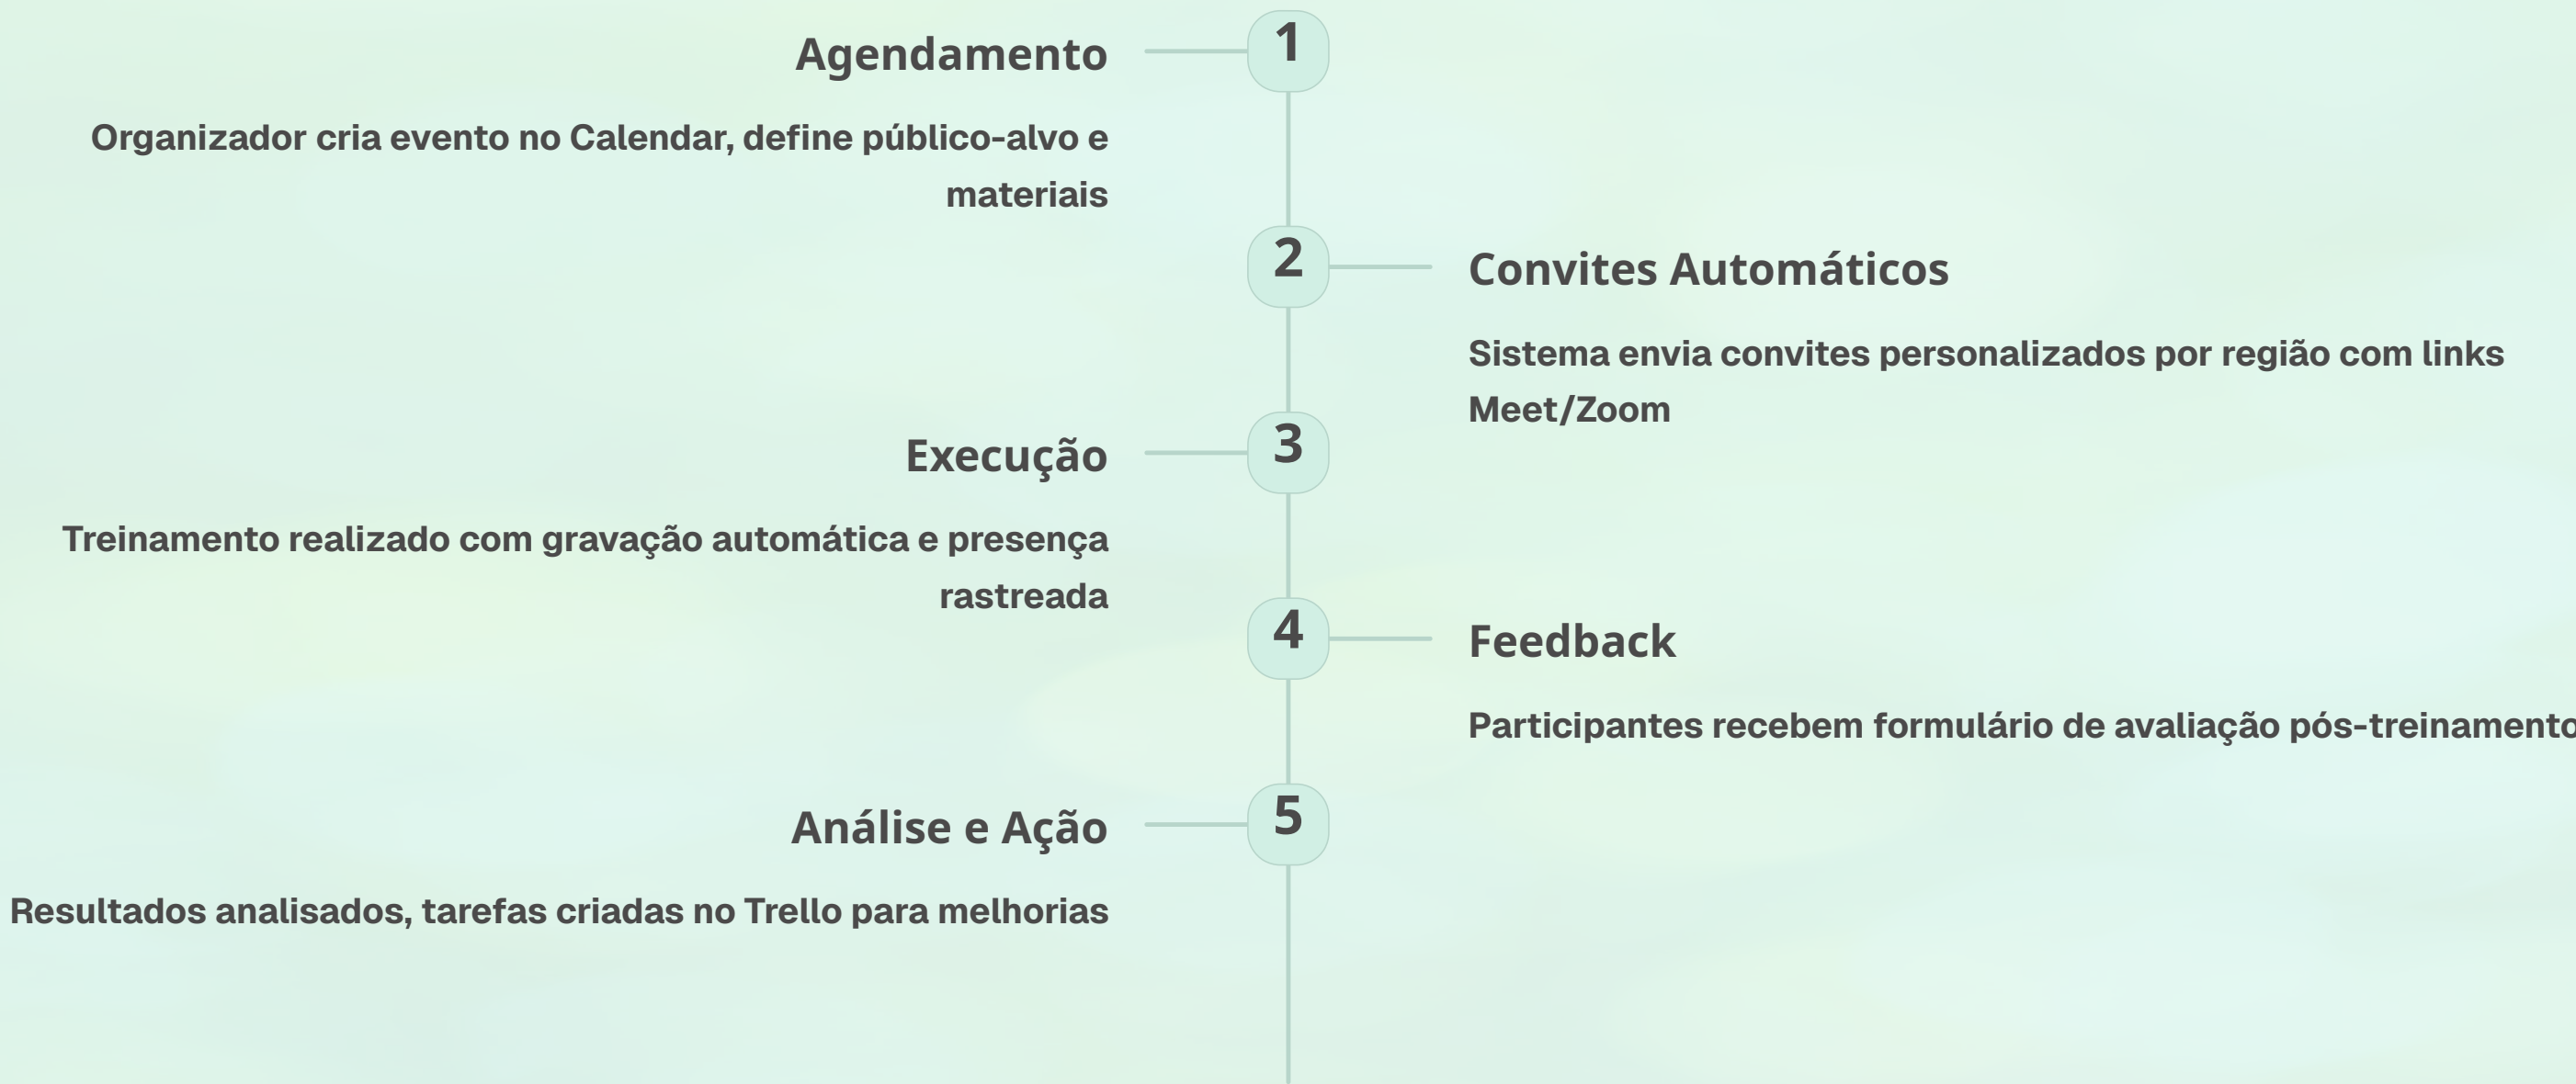 1
Agendamento
Organizador cria evento no Calendar, define público-alvo e
materiais
2
Convites Automáticos
Sistema envia convites personalizados por região com links
Meet/Zoom
3
Execução
Treinamento realizado com gravação automática e presença
rastreada
4
Feedback
Participantes recebem formulário de avaliação pós-treinamento
5
Análise e Ação
Resultados analisados, tarefas criadas no Trello para melhorias